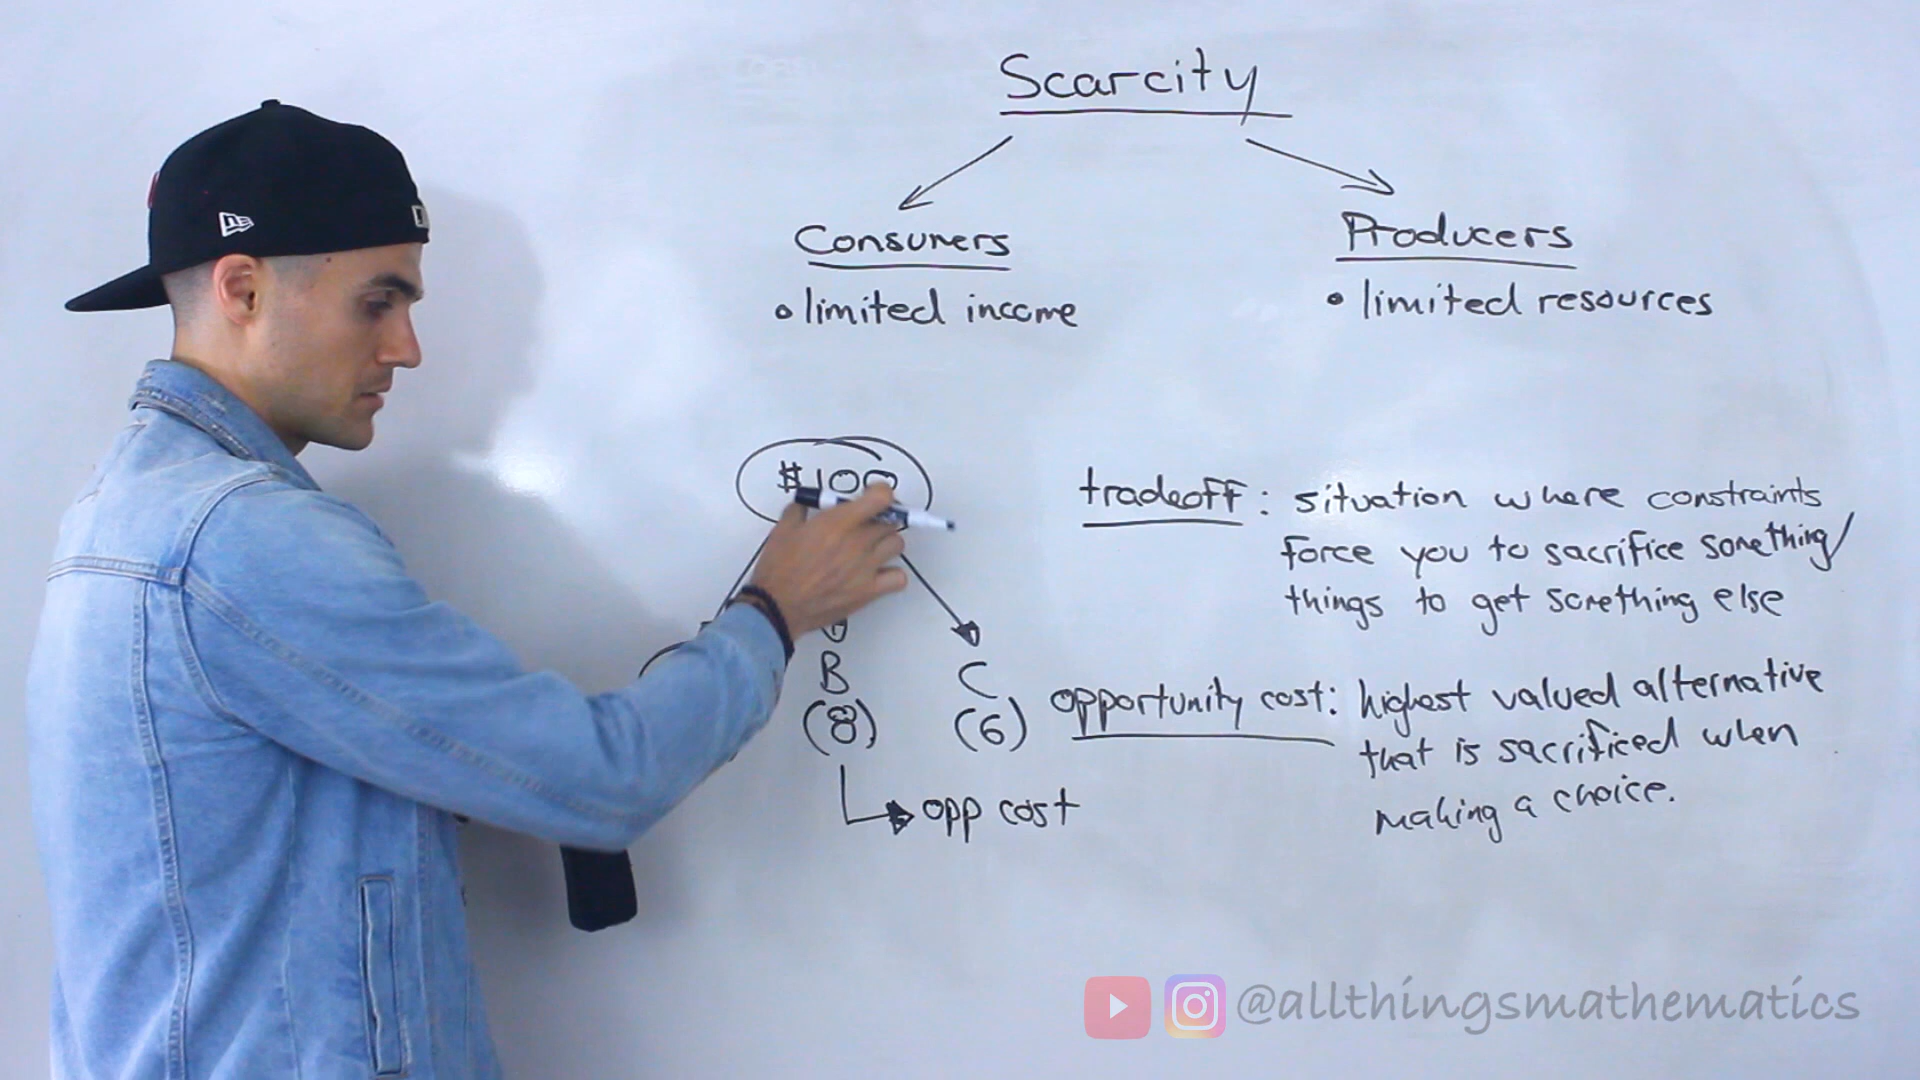 Scarcity
Consumers
Producers
• limited income
• limited resources
$100
tradeoff: situation where constraints
force you to sacrifice something/
things to get something else
B
C
(8)
(6)
opportunity cost: highest valued alternative
that is sacrificed when
making a choice.
opp cost
@allthingsmathematics